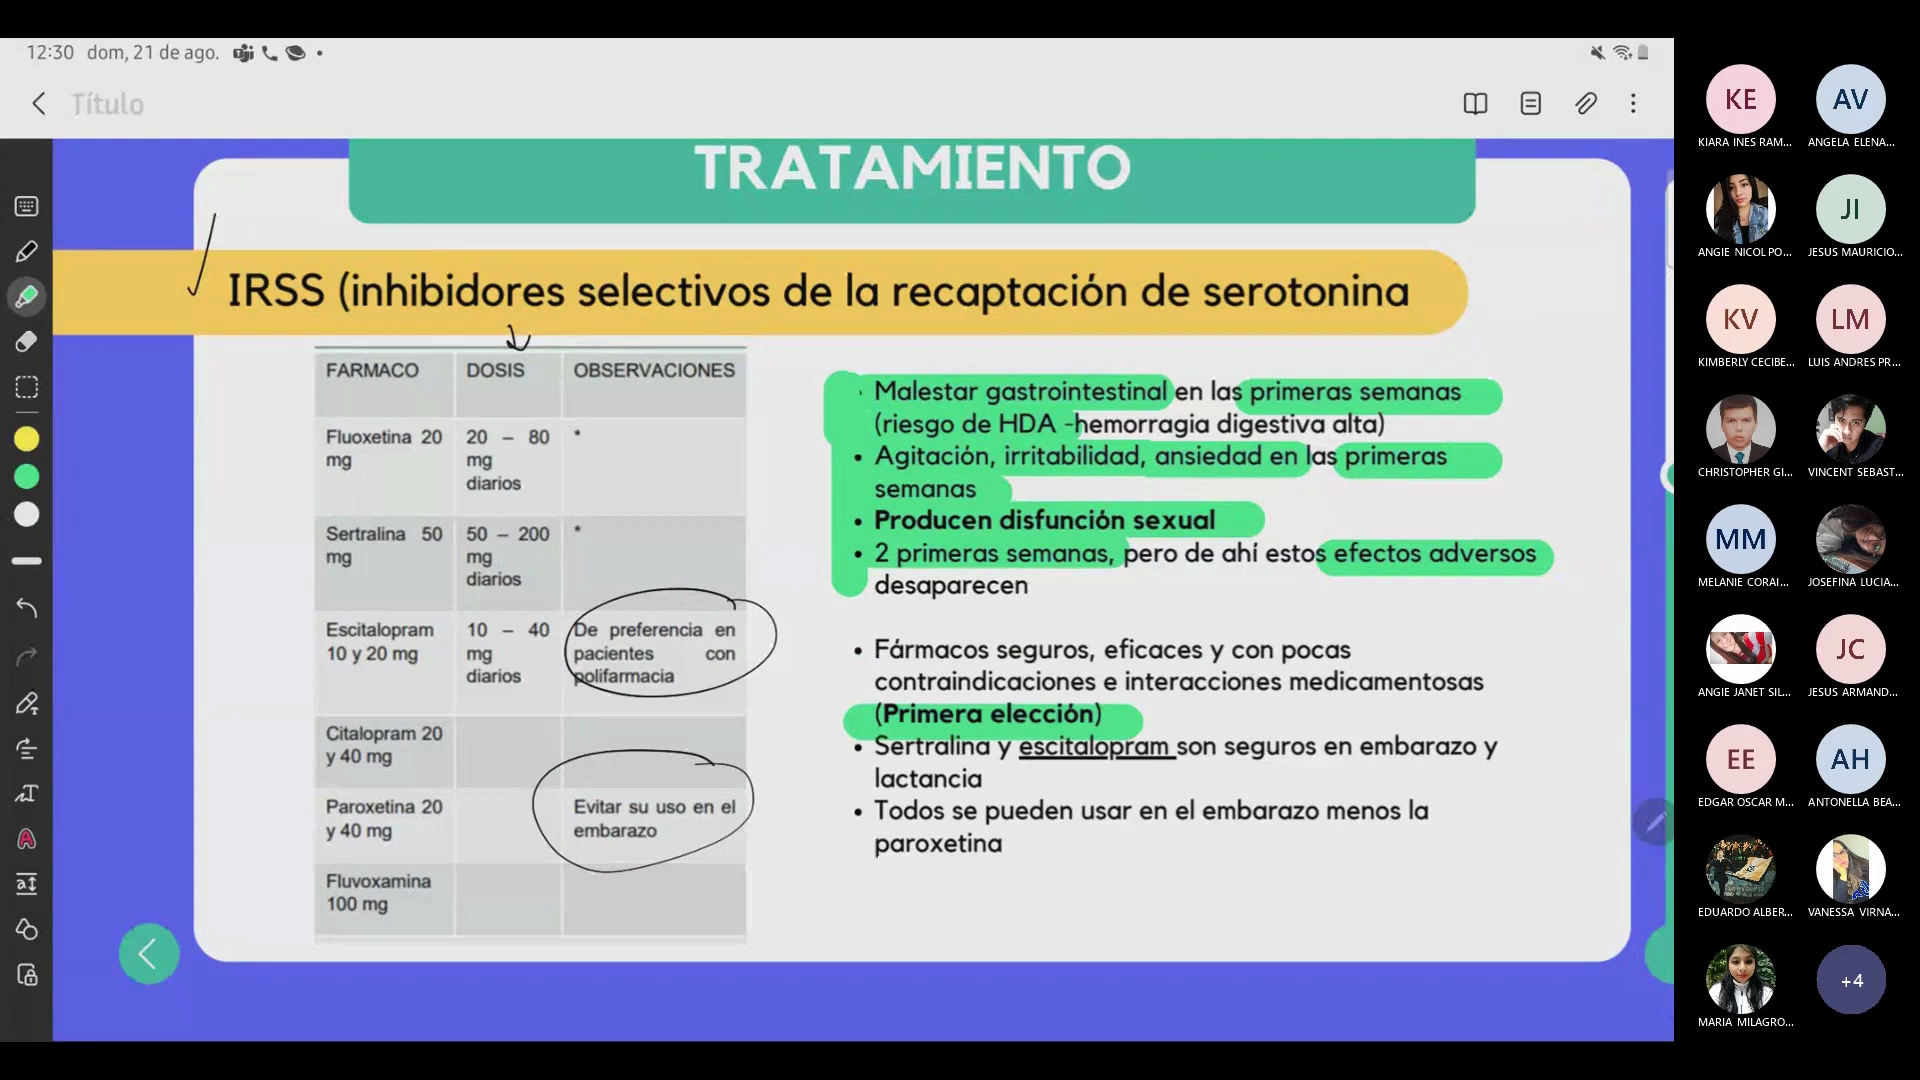 12:30 dom, 21 de ago.
Título
TRATAMIENTO
IRSS (inhibidores selectivos de la recaptación de serotonina
FARMACO DOSIS OBSERVACIONES
Fluoxetina 20 mg
20 – 80 mg diarios
*
Sertralina 50 mg
50 – 200 mg diarios
*
Escitalopram 10 y 20 mg
10 – 40 mg diarios
De preferencia en pacientes con polifarmacia
Citalopram 20 y 40 mg
Paroxetina 20 y 40 mg
Evitar su uso en el embarazo
Fluvoxamina 100 mg
• Malestar gastrointestinal en las primeras semanas
(riesgo de HDA -hemorragia digestiva alta)
• Agitación, irritabilidad, ansiedad en las primeras
semanas
• Producen disfunción sexual
• 2 primeras semanas, pero de ahí estos efectos adversos
desaparecen
• Fármacos seguros, eficaces y con pocas
contraindicaciones e interacciones medicamentosas
(Primera elección)
• Sertralina y escitalopram son seguros en embarazo y
lactancia
• Todos se pueden usar en el embarazo menos la
paroxetina
KE AV
KIARA INES RAM... ANGELA ELENA...
JI
ANGIE NICOL PO... JESUS MAURICIO...
KV LM
KIMBERLY CECIBE... LUIS ANDRES PR...
CHRISTOPHER GI... VINCENT SEBAST...
MM
MELANIE CORAI... JOSEFINA LUCIA...
JC
ANGIE JANET SIL... JESUS ARMAND...
EE AH
EDGAR OSCAR M... ANTONELLA BEA...
EDUARDO ALBER... VANESSA VIRNA...
+4
MARIA MILAGRO...